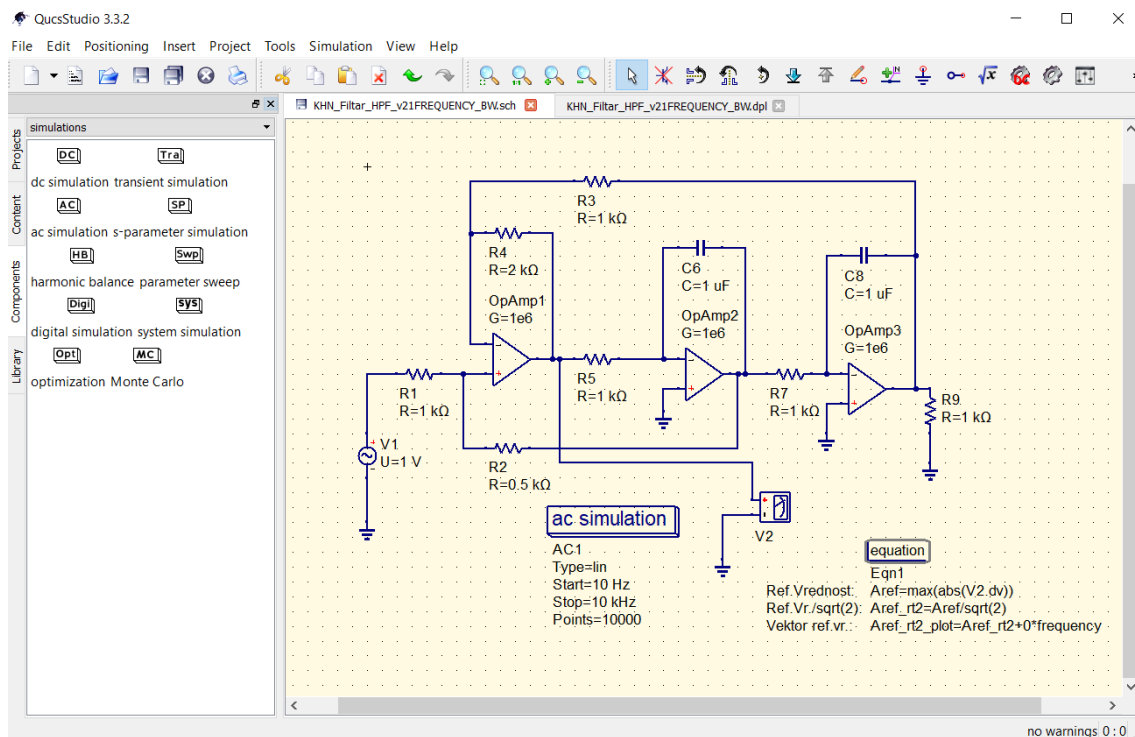 QucsStudio 3.3.2
File Edit Positioning Insert Project Tools Simulation View Help
KHN_Filtar_HPF_v21FREQUENCY_BW.sch
KHN_Filtar_HPF_v21FREQUENCY_BW.dpl
Projects
Content
Components
Library
simulations
DC
Tra
dc simulation transient simulation
AC
SP
ac simulation s-parameter simulation
HB
Swp
harmonic balance parameter sweep
Digi
sys
digital simulation system simulation
Opt
MC
optimization Monte Carlo
R3
R=1 kΩ
R4
R=2 kΩ
OpAmp1
G=1e6
C6
C=1 uF
OpAmp2
G=1e6
C8
C=1 uF
OpAmp3
G=1e6
R1
R=1 kΩ
R5
R=1 kΩ
R7
R=1 kΩ
R9
R=1 kΩ
V1
U=1 V
R2
R=0.5 kΩ
V2
ac simulation
AC1
Type=lin
Start=10 Hz
Stop=10 kHz
Points=10000
equation
Eqn1
Ref.Vrednost: Aref=max(abs(V2.dv))
Ref.Vr./sqrt(2): Aref_rt2=Aref/sqrt(2)
Vektor ref.vr.: Aref_rt2_plot=Aref_rt2+0*frequency
no warnings 0 : 0